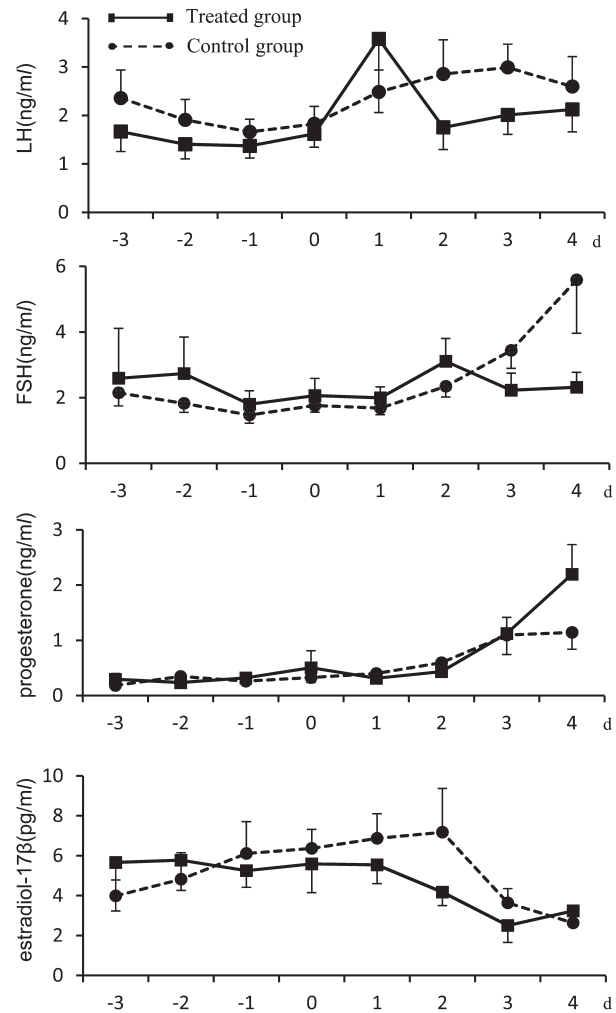 Treated group
Control group
LH(ng/ml)
4
3
2
1
0
-3 -2 -1 0 1 2 3 4 d
FSH(ng/ml)
6
4
2
0
-3 -2 -1 0 1 2 3 4 d
progesterone(ng/ml)
3
2
1
0
-3 -2 -1 0 1 2 3 4 d
estradiol-17β(pg/ml)
10
8
6
4
2
0
-3 -2 -1 0 1 2 3 4 d